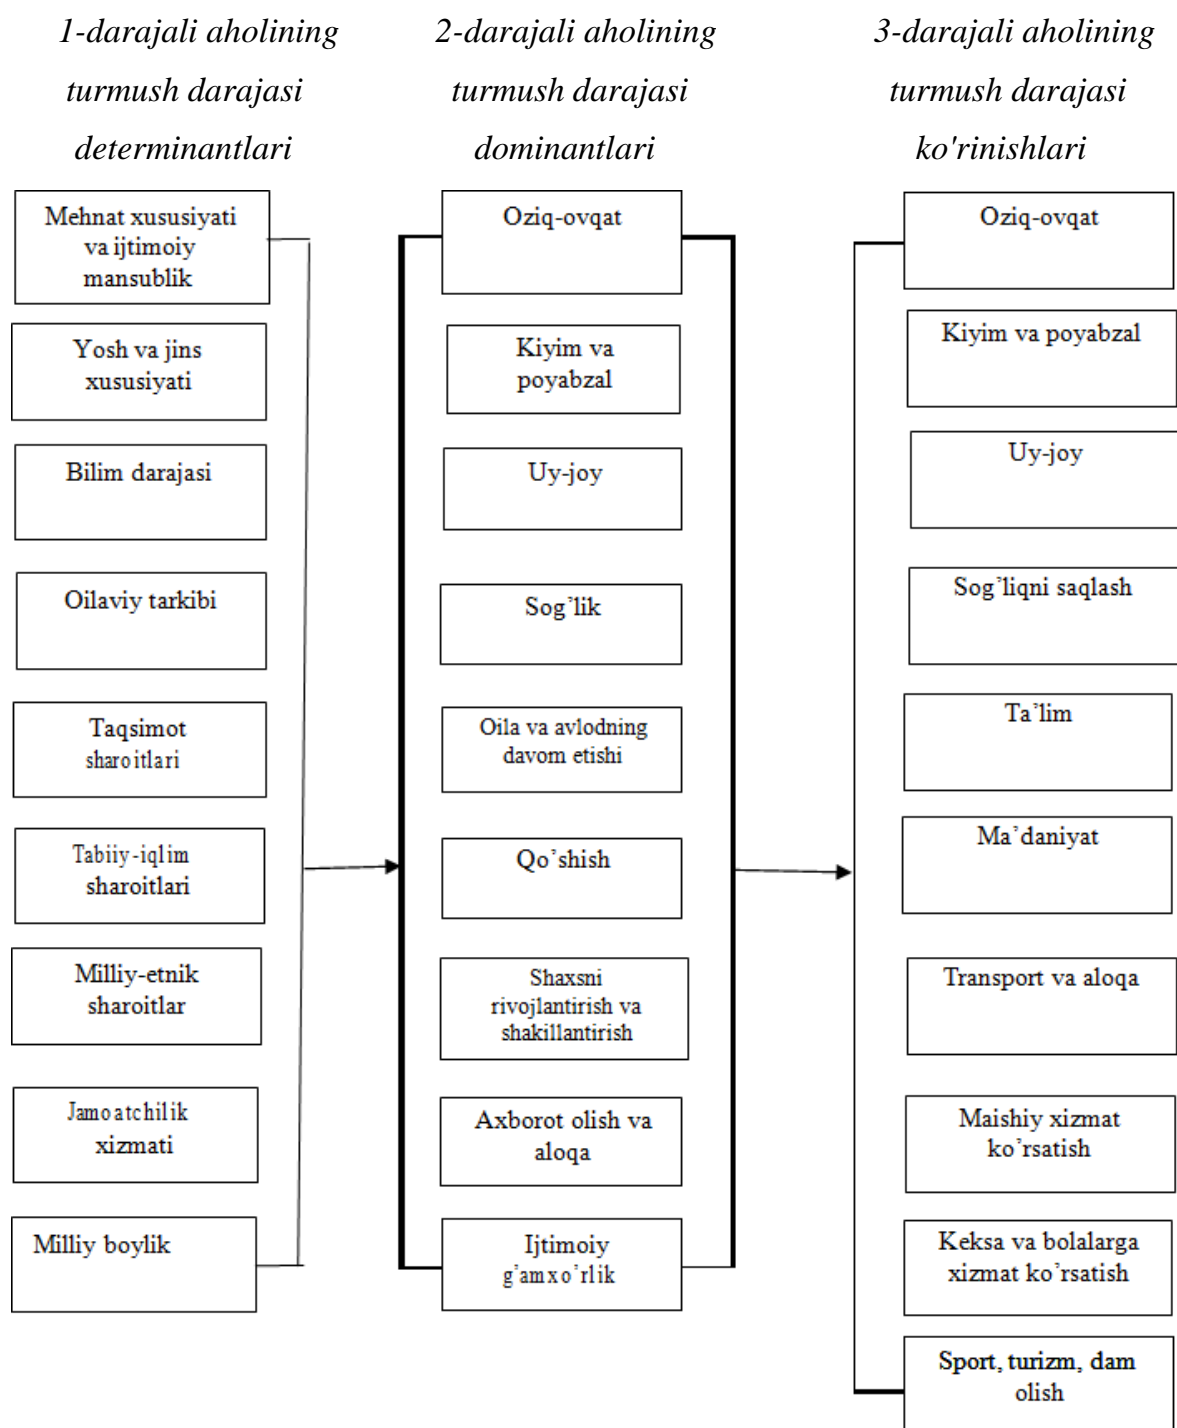 1-darajali aholining
turmush darajasi
determinantlari
Mehnat xususiyati
va ijtimoiy
mansublik
Yosh va jins
xususiyati
Bilim darajasi
Oilaviy tarkibi
Taqsimot
sharoitlari
Tabiiy-iqlim
sharoitlari
Milliy-etnik
sharoitlar
Jamoatchilik
xizmati
Milliy boylik
2-darajali aholining
turmush darajasi
dominantlari
Oziq-ovqat
Kiyim va
poyabzal
Uy-joy
Sog’lik
Oila va avlodning
davom etishi
Qo’shish
Shaxsni
rivojlantirish va
shakillantirish
Axborot olish va
aloqa
Ijtimoiy
g’amxo’rlik
3-darajali aholining
turmush darajasi
ko'rinishlari
Oziq-ovqat
Kiyim va poyabzal
Uy-joy
Sog’liqni saqlash
Ta’lim
Ma’daniyat
Transport va aloqa
Maishiy xizmat
ko’rsatish
Keksa va bolalarga
xizmat ko’rsatish
Sport, turizm, dam
olish